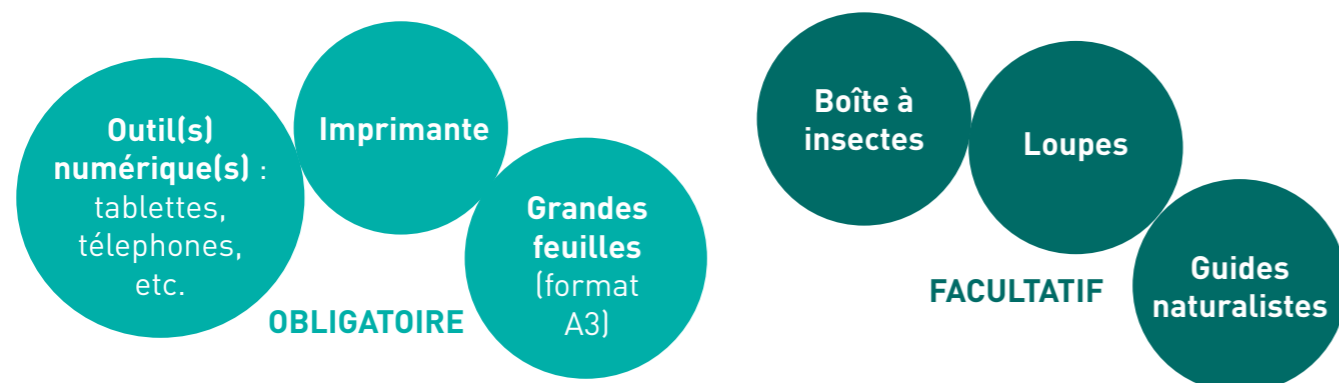 Outil(s)
numérique(s) :
tablettes,
télephones,
etc.
Imprimante
Grandes
feuilles
(format
A3)
OBLIGATOIRE
Boîte à
insectes
Loupes
Guides
naturalistes
FACULTATIF